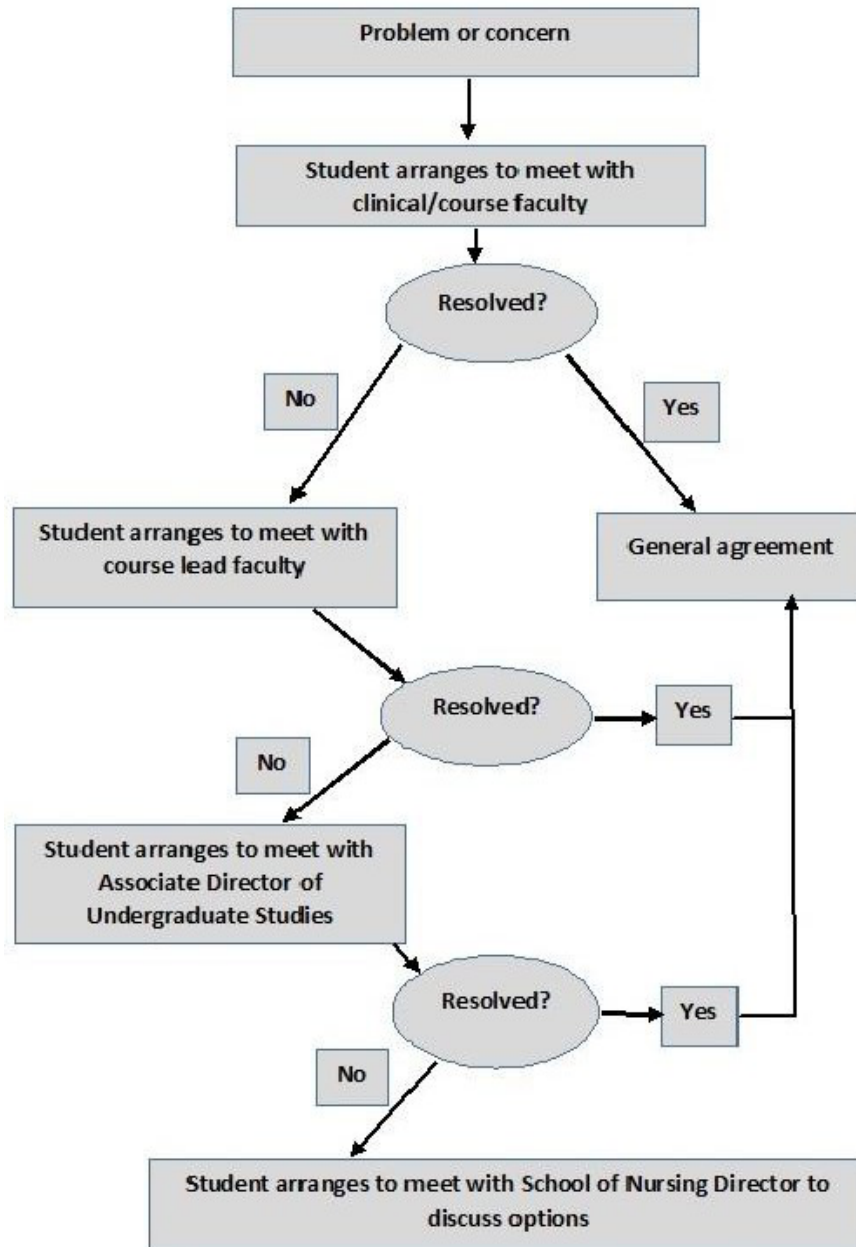 Problem or concern
Student arranges to meet with
clinical/course faculty
Resolved?
No
Yes
Student arranges to meet with
course lead faculty
General agreement
Resolved?
Yes
No
Student arranges to meet with
Associate Director of
Undergraduate Studies
Resolved?
Yes
No
Student arranges to meet with School of Nursing Director to
discuss options